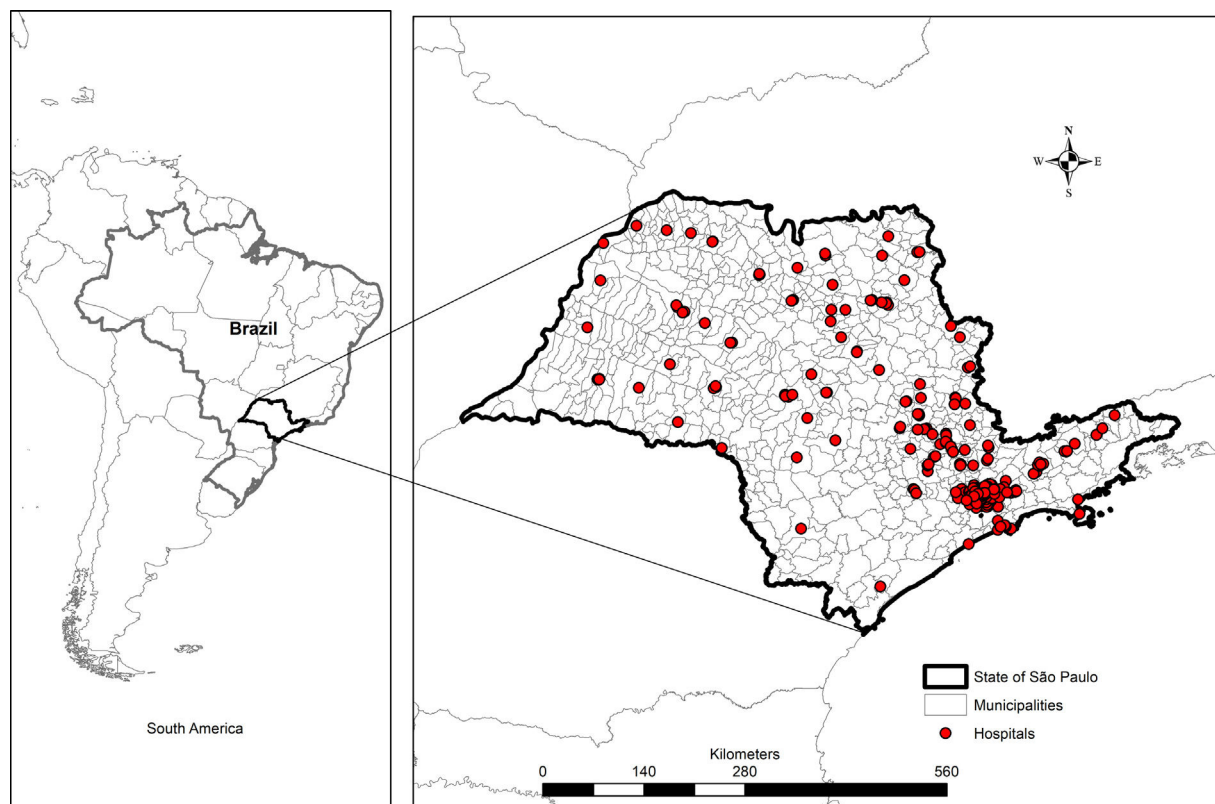 Brazil
South America
N
W E
S
State of São Paulo
Municipalities
Hospitals
Kilometers
0 140 280 560